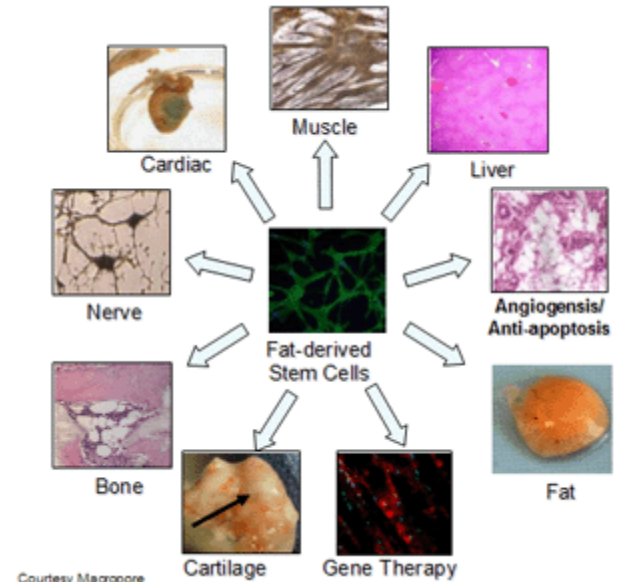 Muscle
Cardiac
Liver
Nerve
Angiogensis/
Anti-apoptosis
Fat-derived
Stem Cells
Bone
Fat
Cartilage
Gene Therapy
Courtesy Macropore